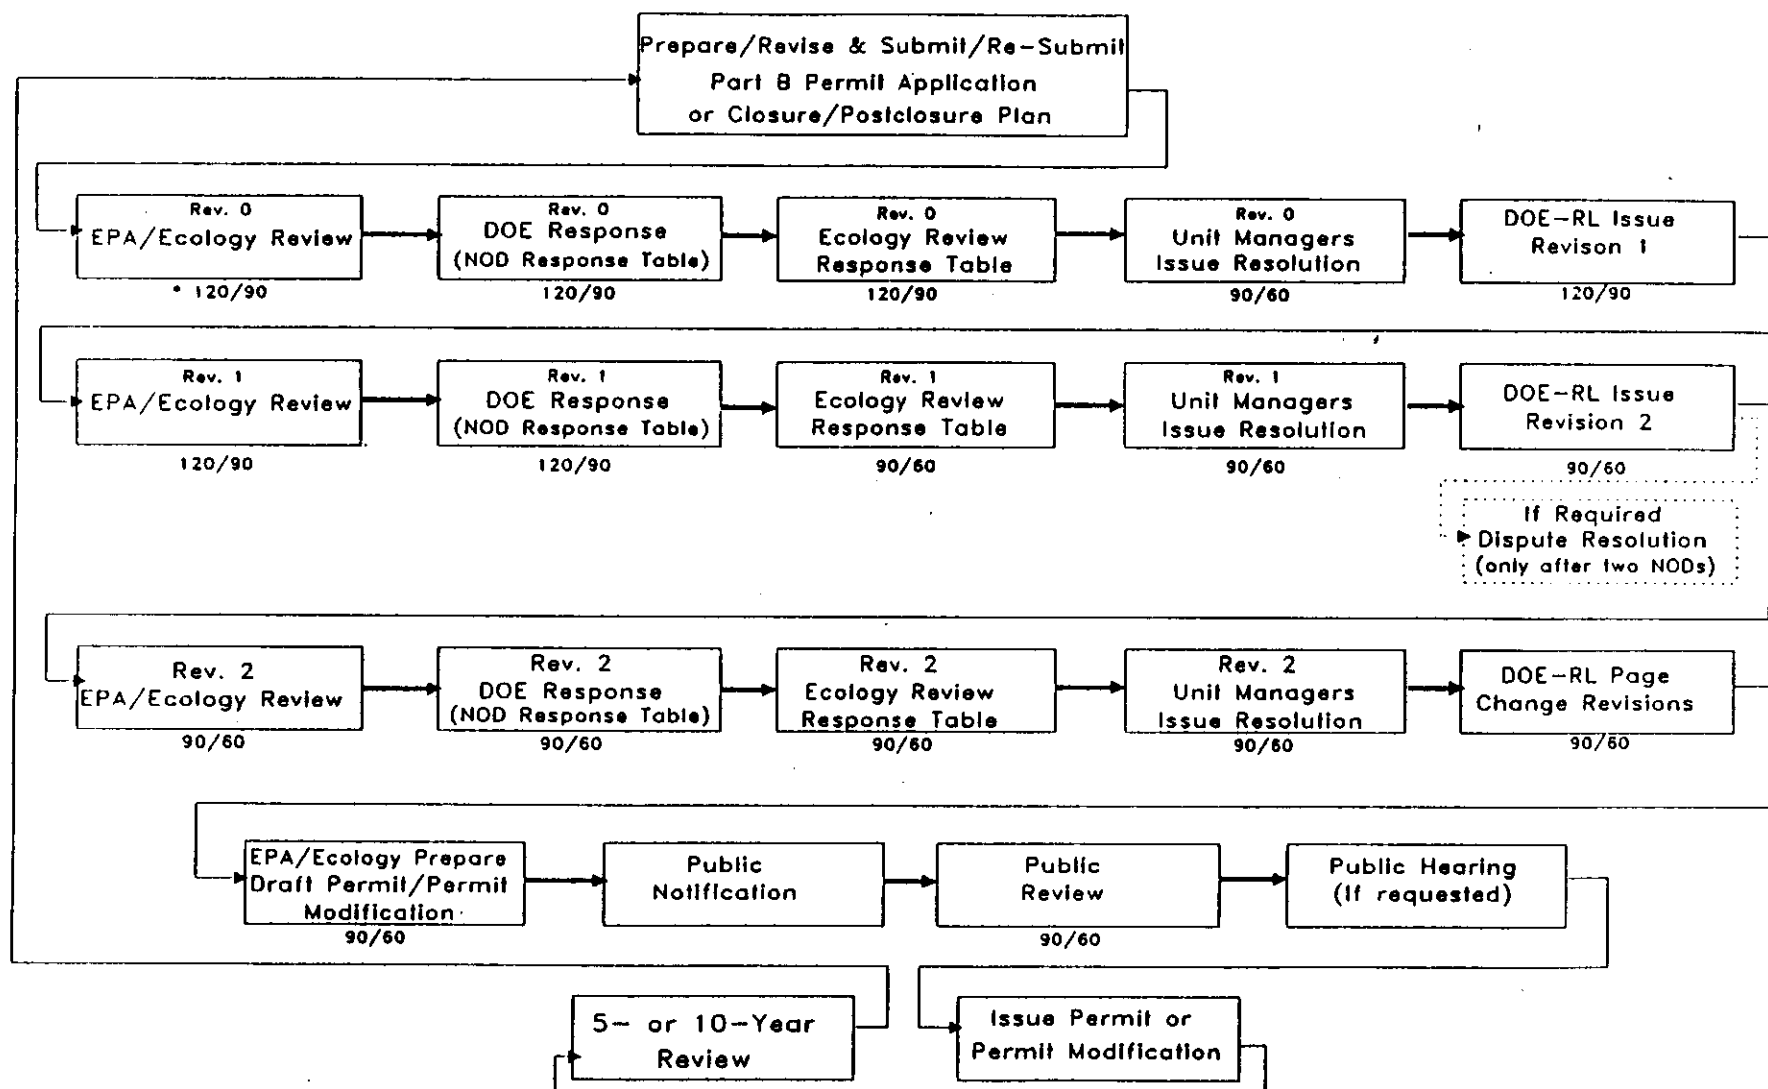 Prepare/Revise & Submit/Re-Submit
Part B Permit Application
or Closure/Postclosure Plan
Rev. 0
EPA/Ecology Review
* 120/90
Rev. 0
DOE Response
(NOD Response Table)
120/90
Rev. 0
Ecology Review
Response Table
120/90
Rev. 0
Unit Managers
Issue Resolution
90/60
DOE-RL Issue
Revison 1
120/90
Rev. 1
EPA/Ecology Review
120/90
Rev. 1
DOE Response
(NOD Response Table)
120/90
Rev. 1
Ecology Review
Response Table
90/60
Rev. 1
Unit Managers
Issue Resolution
90/60
DOE-RL Issue
Revision 2
90/60
If Required
Dispute Resolution
(only after two NODs)
Rev. 2
EPA/Ecology Review
90/60
Rev. 2
DOE Response
(NOD Response Table)
90/60
Rev. 2
Ecology Review
Response Table
90/60
Rev. 2
Unit Managers
Issue Resolution
90/60
DOE-RL Page
Change Revisions
90/60
EPA/Ecology Prepare
Draft Permit/Permit
Modification
90/60
Public
Notification
Public
Review
90/60
Public Hearing
(If requested)
5- or 10-Year
Review
Issue Permit or
Permit Modification